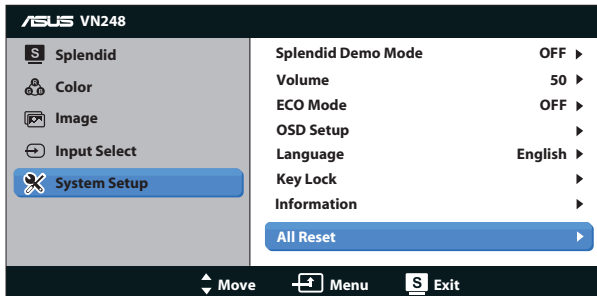 ASUS VN248
S Splendid
Color
Image
Input Select
System Setup
Splendid Demo Mode OFF
Volume 50
ECO Mode OFF
OSD Setup
Language English
Key Lock
Information
All Reset
Move Menu S Exit